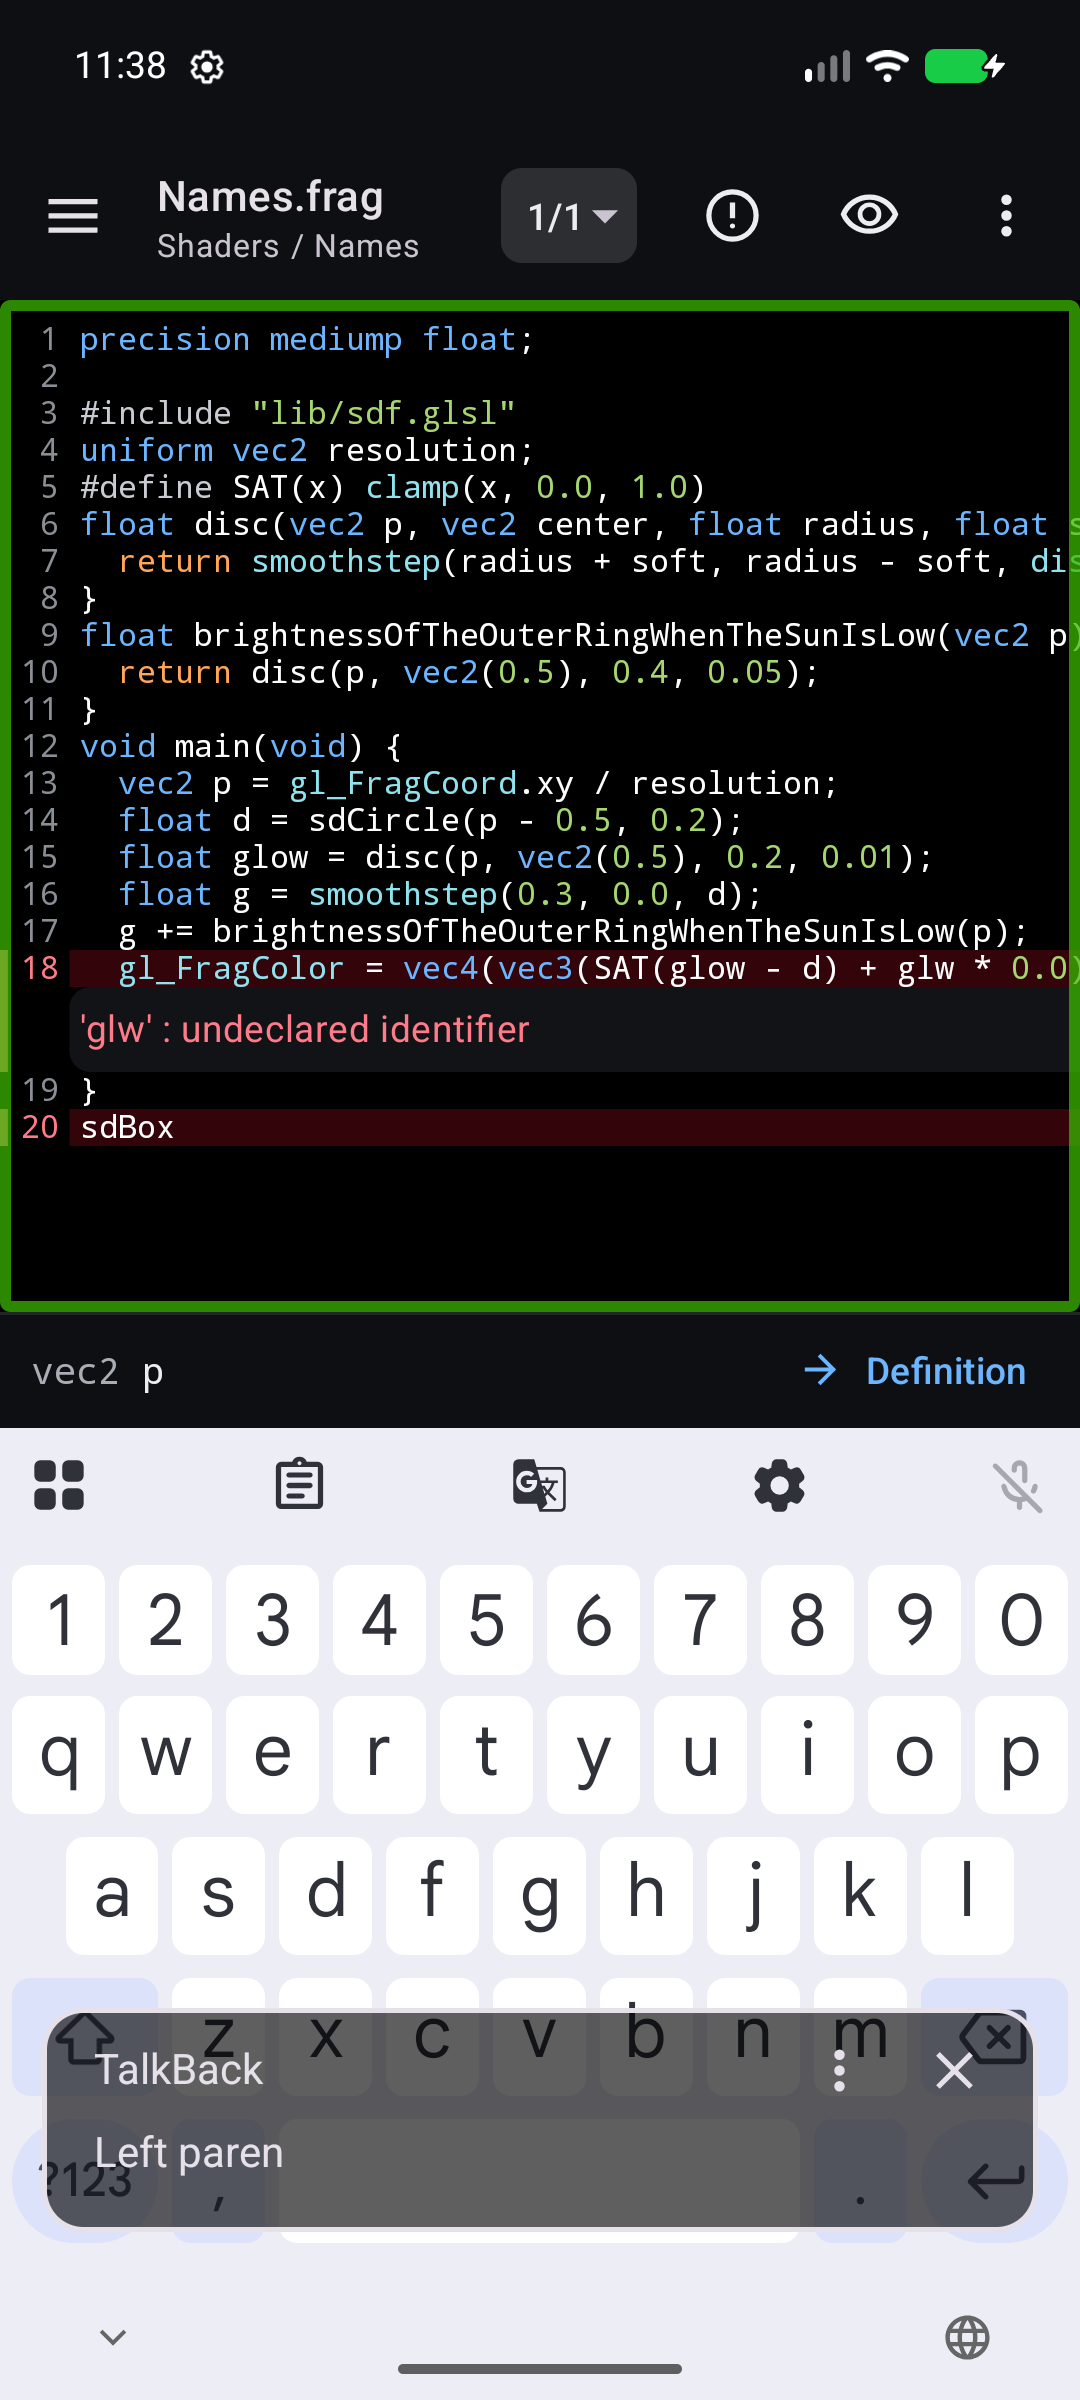 11:38
Names.frag
Shaders / Names
1/1
1 precision mediump float;
2
3 #include "lib/sdf.glsl"
4 uniform vec2 resolution;
5 #define SAT(x) clamp(x, 0.0, 1.0)
6 float disc(vec2 p, vec2 center, float radius, float s
7   return smoothstep(radius + soft, radius - soft, dis
8 }
9 float brightnessOfTheOuterRingWhenTheSunIsLow(vec2 p)
10   return disc(p, vec2(0.5), 0.4, 0.05);
11 }
12 void main(void) {
13   vec2 p = gl_FragCoord.xy / resolution;
14   float d = sdCircle(p - 0.5, 0.2);
15   float glow = disc(p, vec2(0.5), 0.2, 0.01);
16   float g = smoothstep(0.3, 0.0, d);
17   g += brightnessOfTheOuterRingWhenTheSunIsLow(p);
18   gl_FragColor = vec4(vec3(SAT(glow - d) + glw * 0.0)
'glw' : undeclared identifier
19 }
20 sdBox
vec2 p
Definition
1 2 3 4 5 6 7 8 9 0
q w e r t y u i o p
a s d f g h j k l
z x c v b n m
TalkBack
Left paren
?123 , .